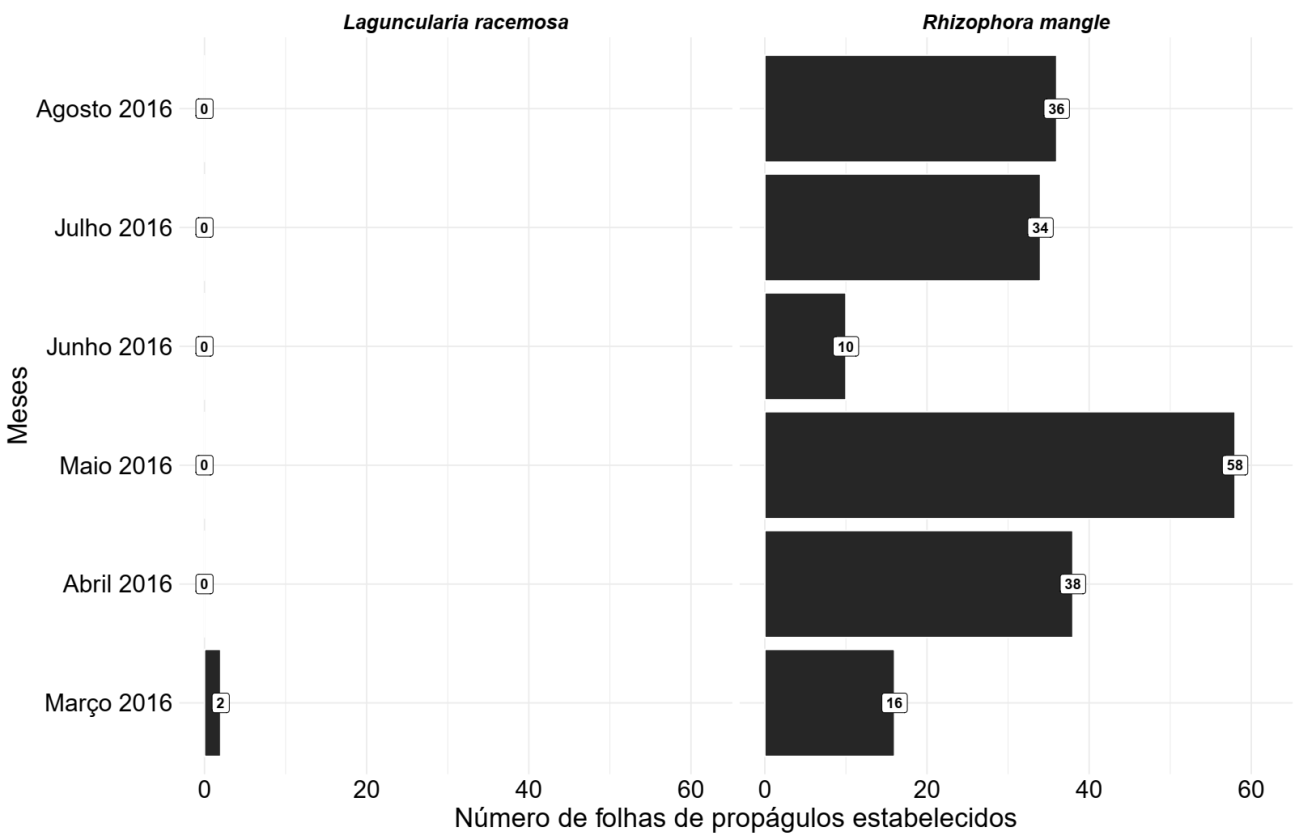 Laguncularia racemosa Rhizophora mangle
Agosto 2016 0 36
Julho 2016 0 34
Junho 2016 0 10
Meses
Maio 2016 0 58
Abril 2016 0 38
Março 2016 2 16
0 20 40 60 0 20 40 60
Número de folhas de propágulos estabelecidos